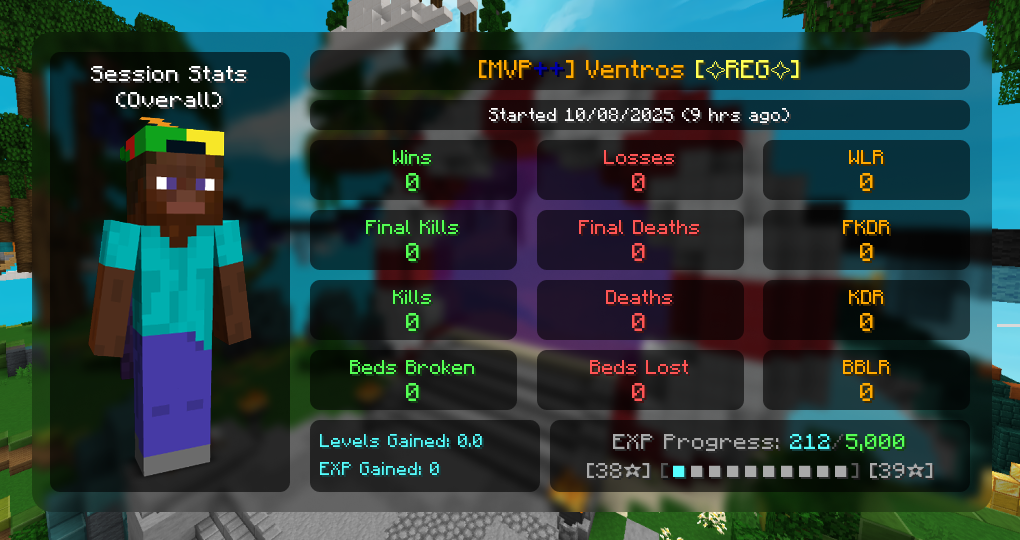 Session Stats
(Overall)
[MVP++] Ventros [✧REG✧]
Started 10/08/2025 (9 hrs ago)
Wins
0
Losses
0
WLR
0
Final Kills
0
Final Deaths
0
FKDR
0
Kills
0
Deaths
0
KDR
0
Beds Broken
0
Beds Lost
0
BBLR
0
Levels Gained: 0.0
EXP Gained: 0
EXP Progress: 212/5,000
[38☆] [■■■■■■■■■■] [39☆]